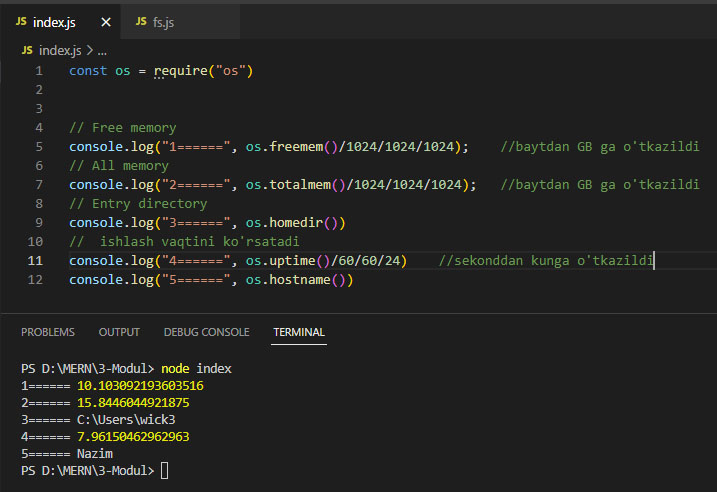 JS index.js × JS fs.js
JS index.js > ...
1 const os = require("os")
2
3
4 // Free memory
5 console.log("1======", os.freemem()/1024/1024/1024); //baytdan GB ga o'tkazildi
6 // All memory
7 console.log("2======", os.totalmem()/1024/1024/1024); //baytdan GB ga o'tkazildi
8 // Entry directory
9 console.log("3======", os.homedir())
10 // ishlash vaqtini ko'rsatadi
11 console.log("4======", os.uptime()/60/60/24) //sekonddan kunga o'tkazildi
12 console.log("5======", os.hostname())
PROBLEMS OUTPUT DEBUG CONSOLE TERMINAL
PS D:\MERN\3-Modul> node index
1====== 10.103092193603516
2====== 15.8446044921875
3====== C:\Users\wick3
4====== 7.96150462962963
5====== Nazim
PS D:\MERN\3-Modul>